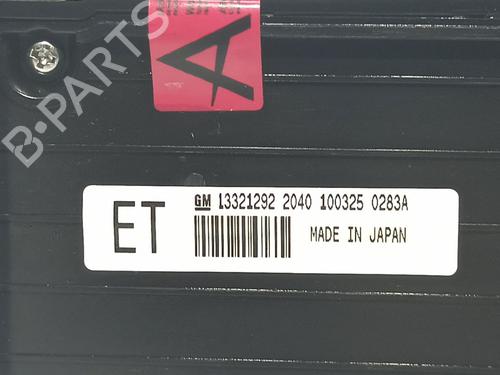 B-PARTS
A
ET
GM 13321292 2040 100325 0283A
MADE IN JAPAN